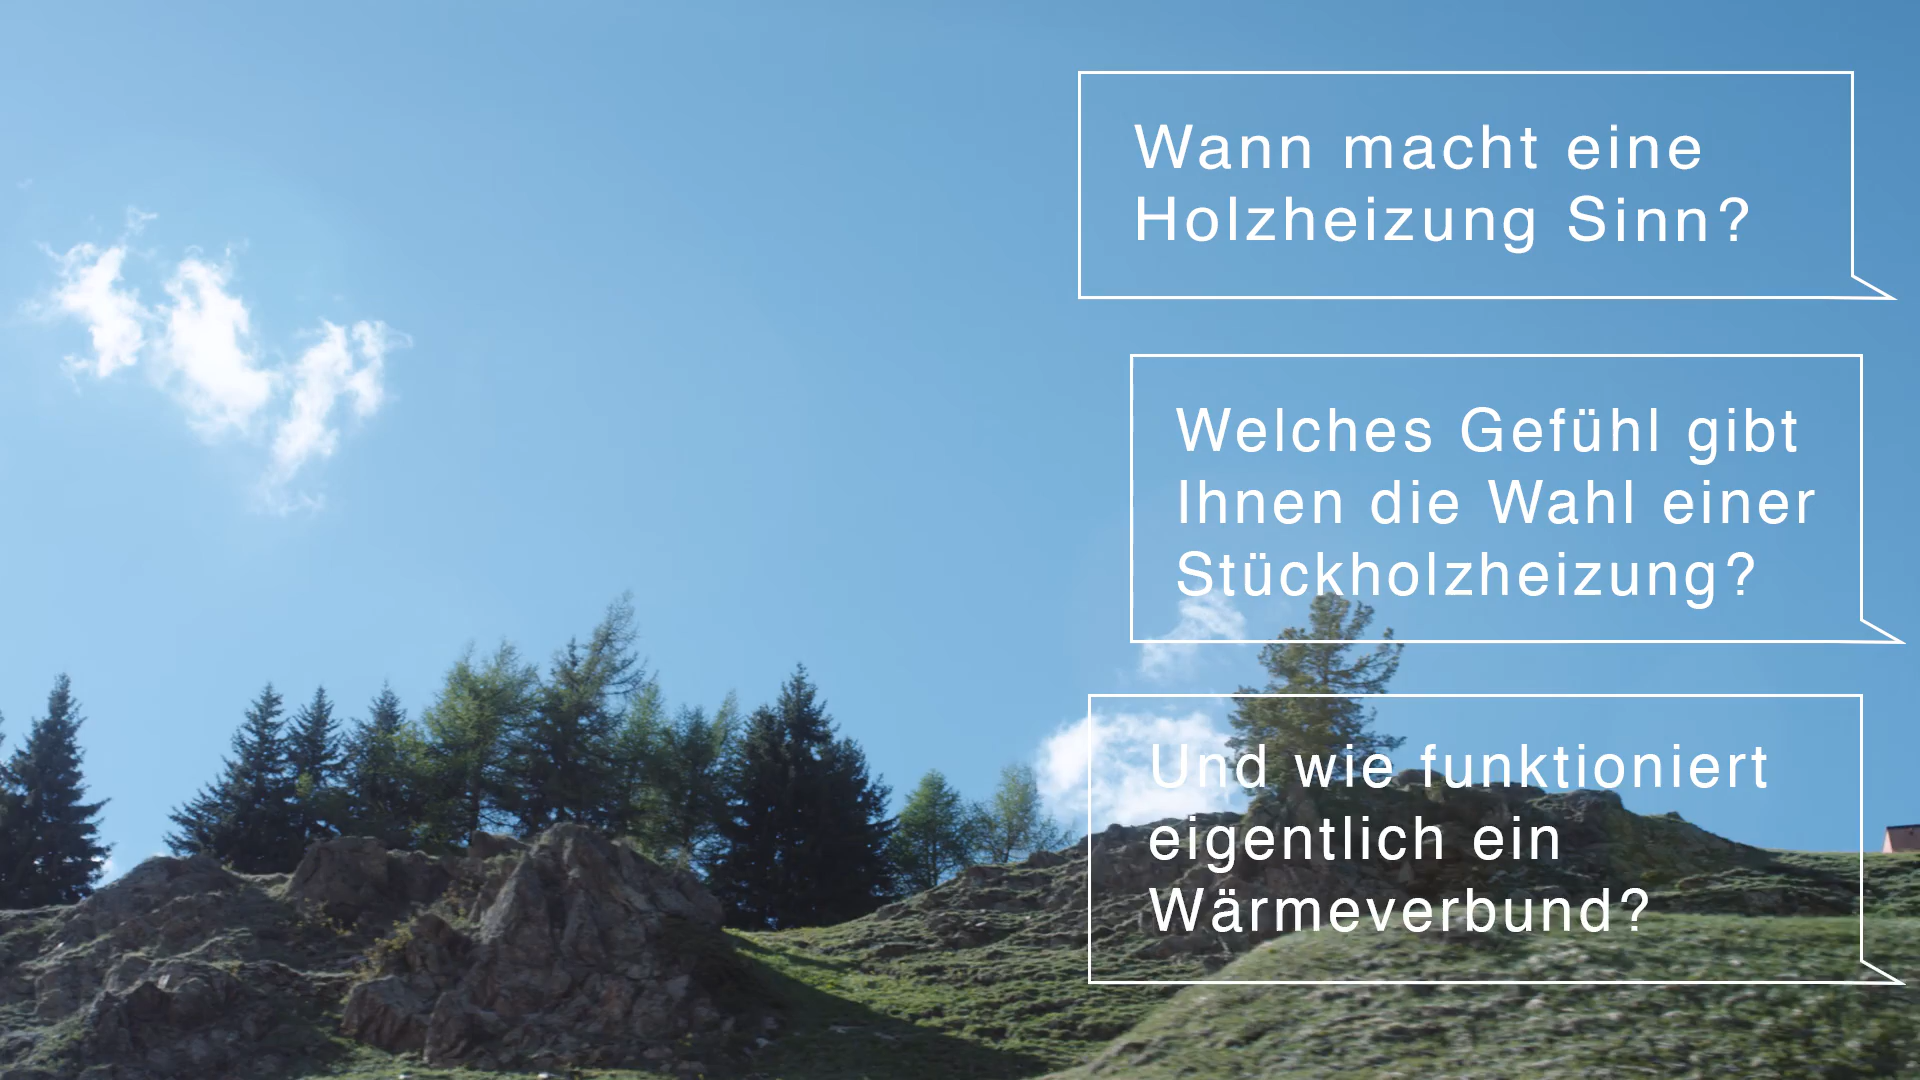 Wann macht eine
Holzheizung Sinn?
Welches Gefühl gibt
Ihnen die Wahl einer
Stückholzheizung?
Und wie funktioniert
eigentlich ein
Wärmeverbund?